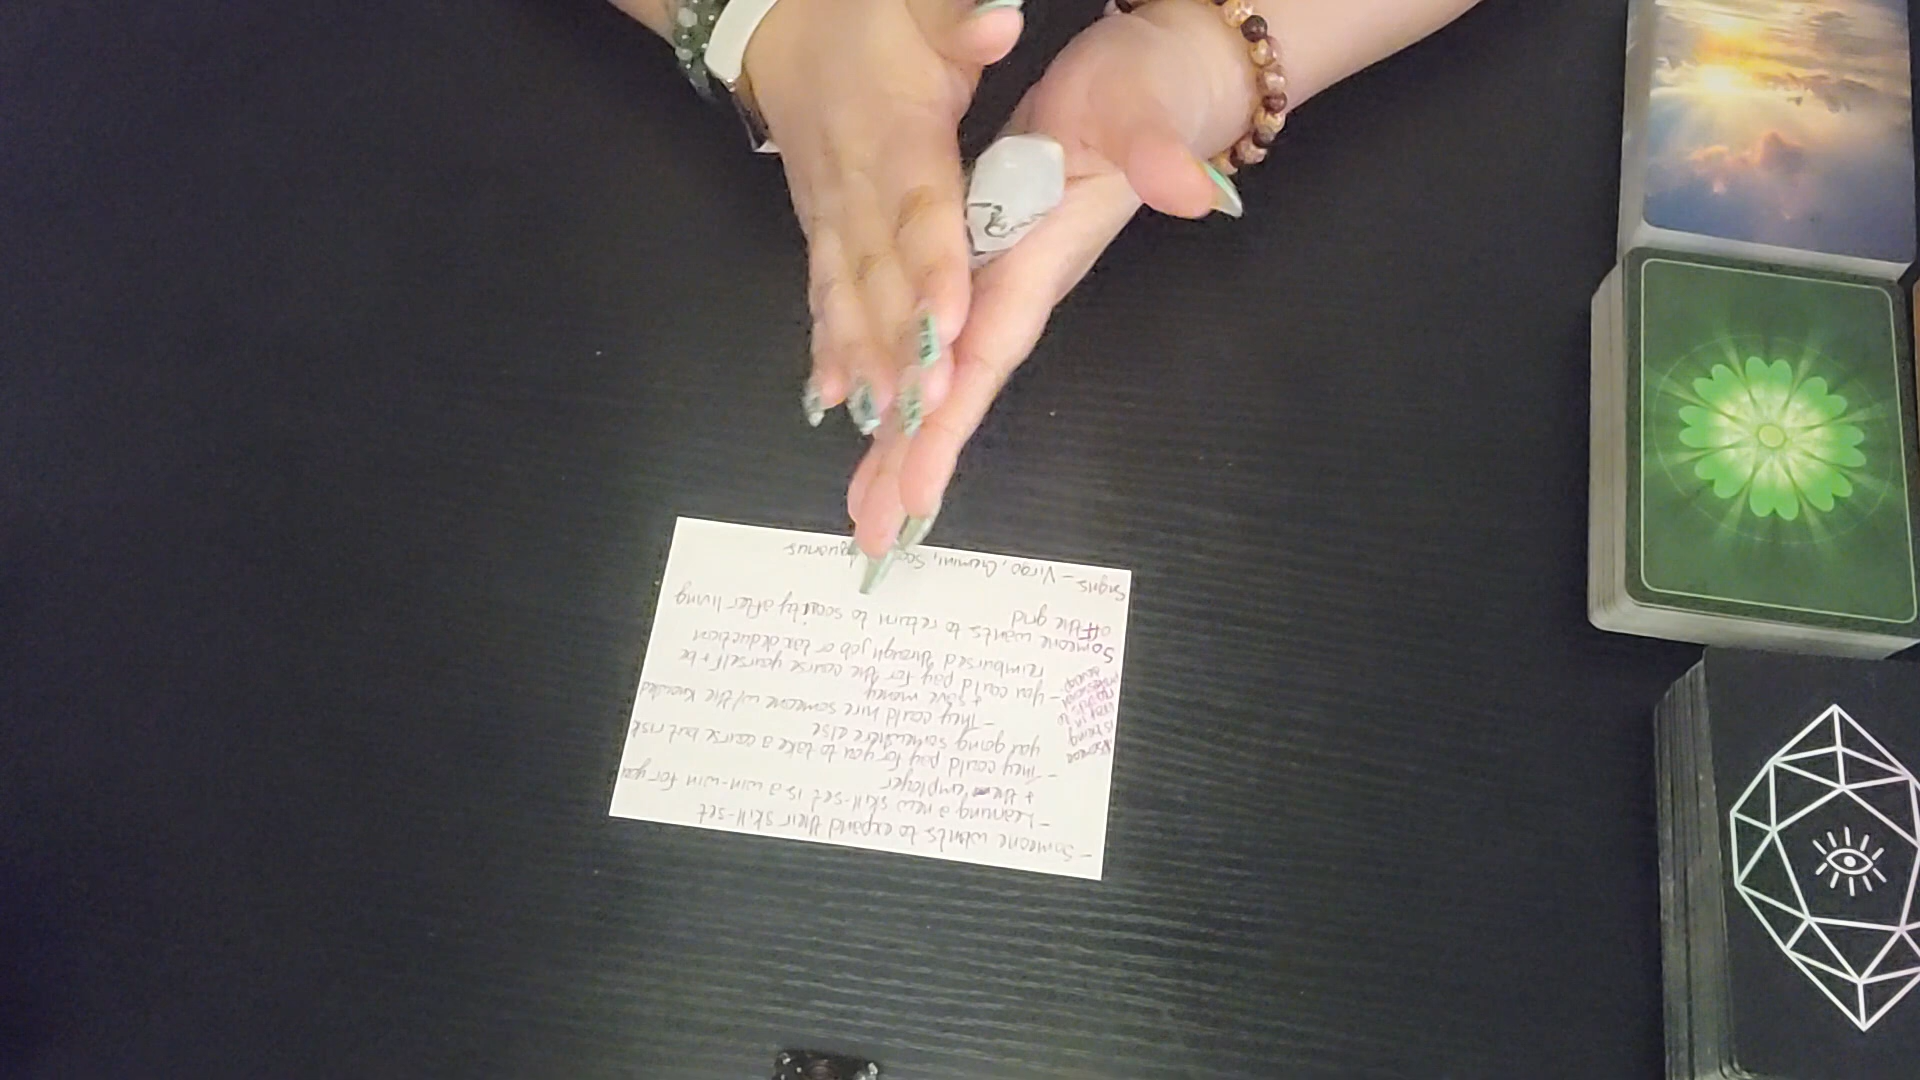 - Someone wants to expand their skill-set
- Learning a new skill-set is a win-win for you
+ employer
- They could pay for you to take a course but risk
you going somewhere else
- They could hire someone w/ the
+ save money
- you could pay for the course yourself + be
reimbursed through job or tax deduction
Someone wants to return to society after living
off the grid
Signs - Virgo, Gemini,
is being